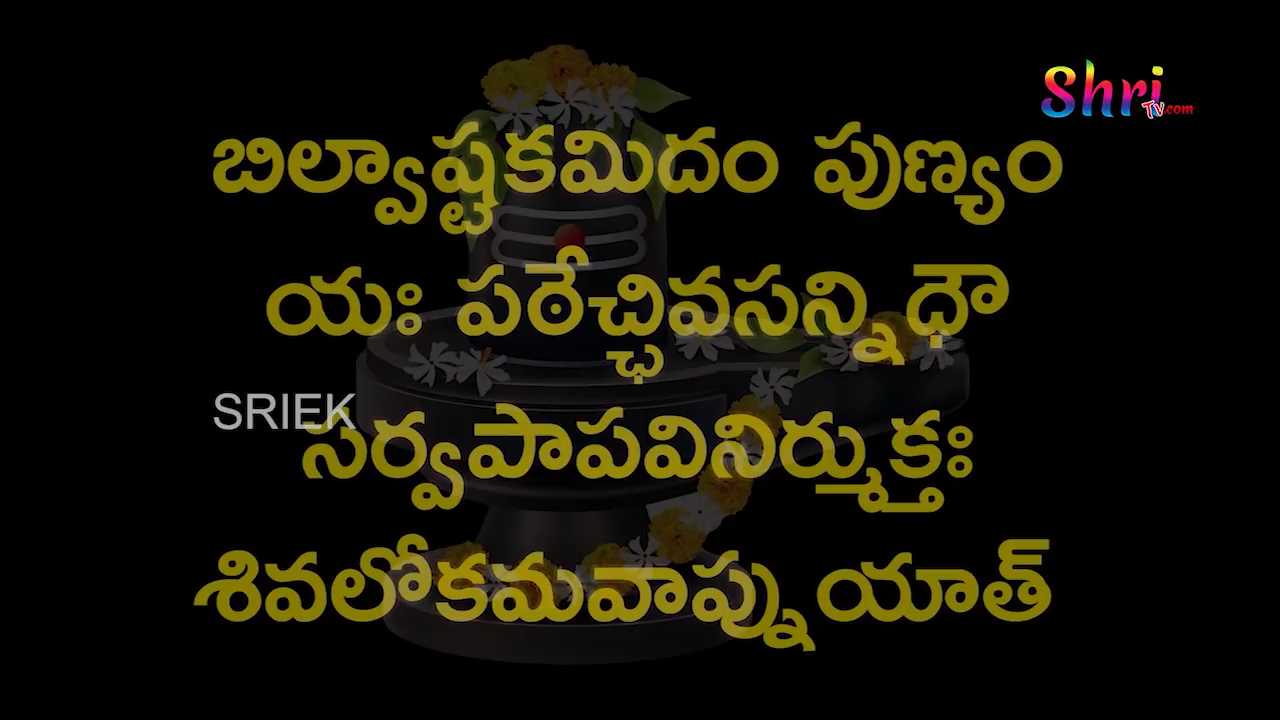 Shri
TV.com
బిల్వాష్టకమిదం పుణ్యం
యః పఠేచ్ఛివసన్నిధౌ
SRIEK
సర్వపాపవినిర్ముక్తః
శివలోకమవాప్నుయాత్